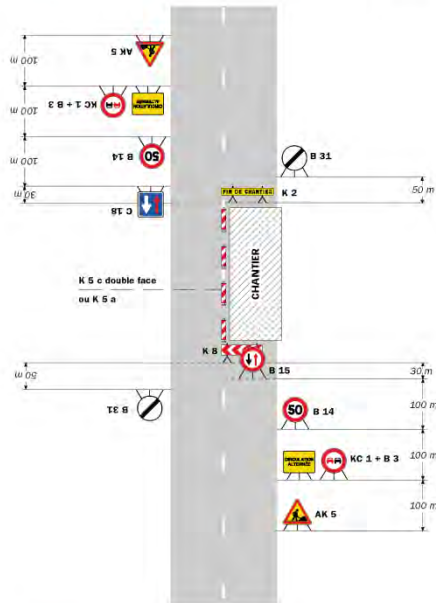 100 m
AK 5
100 m
CIRCULATION ALTERNÉE
KC 1 + B 3
100 m
50
B 14
30 m
C 18
B 31
50 m
FIN DE CHANTIER
K 2
CHANTIER
K 5 c double face
ou K 5 a
K 8
B 15
50 m
B 31
30 m
100 m
50
B 14
100 m
CIRCULATION
ALTERNÉE
KC 1 + B 3
100 m
AK 5